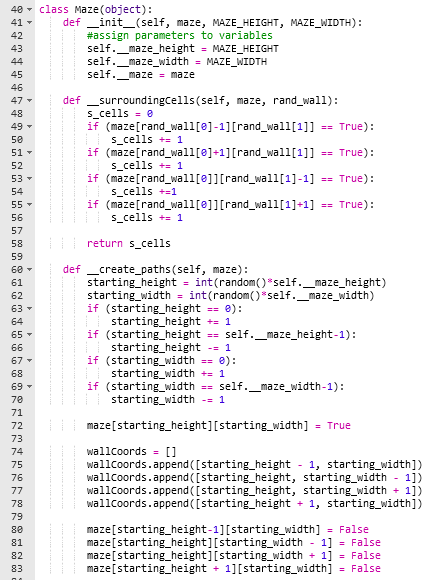 40 class Maze(object):
41     def __init__(self, maze, MAZE_HEIGHT, MAZE_WIDTH):
42         #assign parameters to variables
43         self.__maze_height = MAZE_HEIGHT
44         self.__maze_width = MAZE_WIDTH
45         self.__maze = maze
46
47     def __surroundingCells(self, maze, rand_wall):
48         s_cells = 0
49         if (maze[rand_wall[0]-1][rand_wall[1]] == True):
50             s_cells += 1
51         if (maze[rand_wall[0]+1][rand_wall[1]] == True):
52             s_cells += 1
53         if (maze[rand_wall[0]][rand_wall[1]-1] == True):
54             s_cells +=1
55         if (maze[rand_wall[0]][rand_wall[1]+1] == True):
56             s_cells += 1
57
58         return s_cells
59
60     def __create_paths(self, maze):
61         starting_height = int(random()*self.__maze_height)
62         starting_width = int(random()*self.__maze_width)
63         if (starting_height == 0):
64             starting_height += 1
65         if (starting_height == self.__maze_height-1):
66             starting_height -= 1
67         if (starting_width == 0):
68             starting_width += 1
69         if (starting_width == self.__maze_width-1):
70             starting_width -= 1
71
72         maze[starting_height][starting_width] = True
73
74         wallCoords = []
75         wallCoords.append([starting_height - 1, starting_width])
76         wallCoords.append([starting_height, starting_width - 1])
77         wallCoords.append([starting_height, starting_width + 1])
78         wallCoords.append([starting_height + 1, starting_width])
79
80         maze[starting_height-1][starting_width] = False
81         maze[starting_height][starting_width - 1] = False
82         maze[starting_height][starting_width + 1] = False
83         maze[starting_height + 1][starting_width] = False